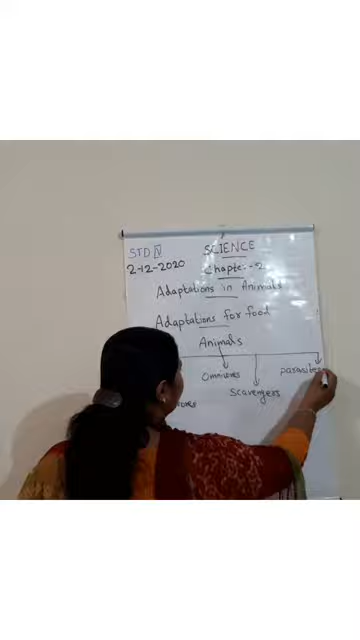 STD IV SCIENCE
2-12-2020 Chapter-2
Adaptations in Animals
Adaptations for food
Animals
Omnivores parasites
scavengers